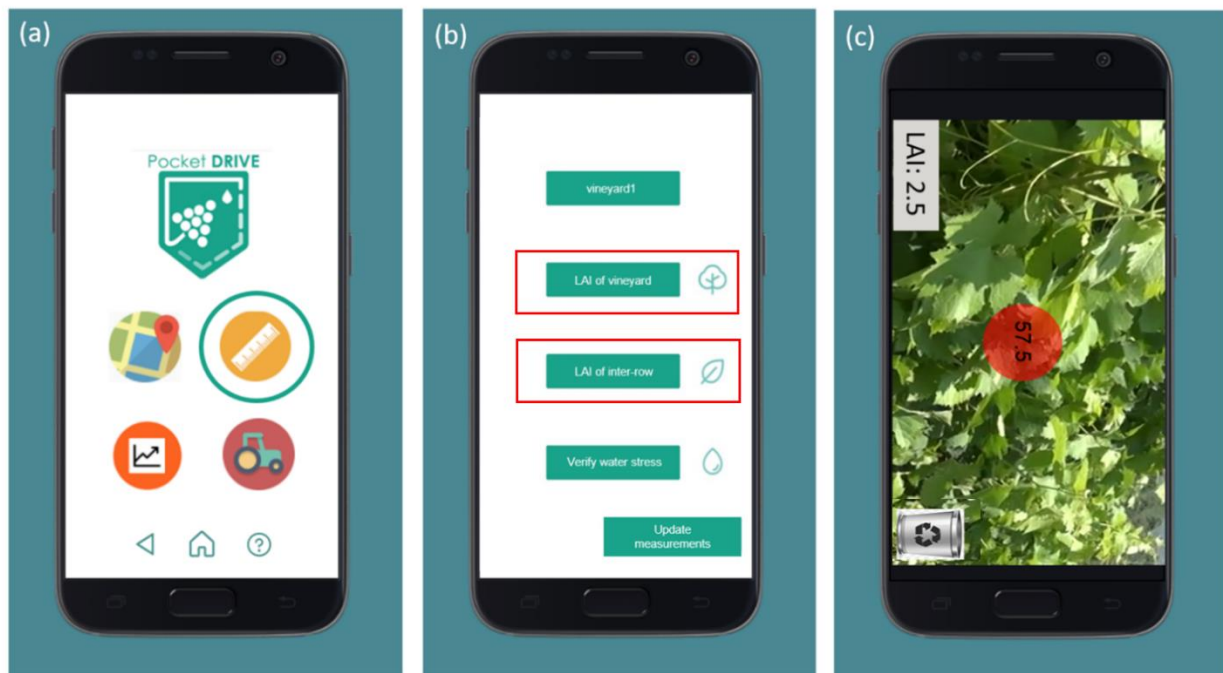 (a)
Pocket DRIVE
(b)
vineyard1
LAI of vineyard
LAI of inter-row
Verify water stress
Update
measurements
(c)
LAI: 2.5
57.5